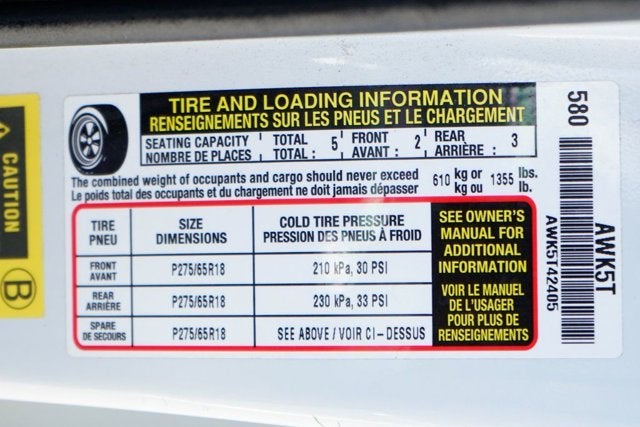 TIRE AND LOADING INFORMATION
RENSEIGNEMENTS SUR LES PNEUS ET LE CHARGEMENT
SEATING CAPACITY TOTAL 5 FRONT 2 REAR 3
NOMBRE DE PLACES TOTAL : AVANT : ARRIÈRE :
The combined weight of occupants and cargo should never exceed 610 kg or 1355 lbs.
Le poids total des occupants et du chargement ne doit jamais dépasser kg ou lb.
TIRE
PNEU
SIZE
DIMENSIONS
COLD TIRE PRESSURE
PRESSION DES PNEUS À FROID
FRONT
AVANT
P275/65R18
210 kPa, 30 PSI
REAR
ARRIÈRE
P275/65R18
230 kPa, 33 PSI
SPARE
DE SECOURS
P275/65R18
SEE ABOVE / VOIR CI-DESSUS
SEE OWNER'S
MANUAL FOR
ADDITIONAL
INFORMATION
VOIR LE MANUEL
DE L'USAGER
POUR PLUS DE
RENSEIGNEMENTS
580
AWK5T
AWK5T42405
CAUTION
B